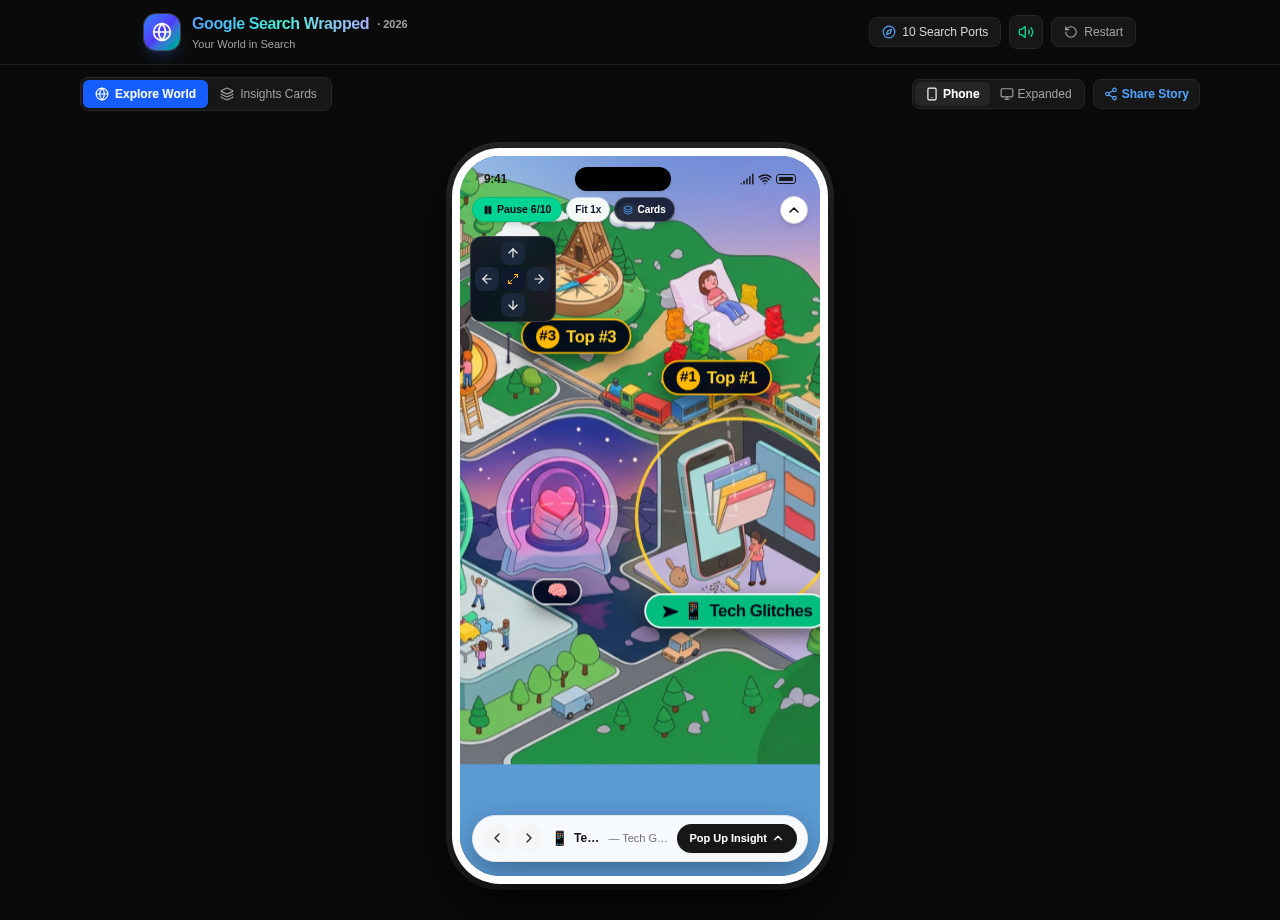 Google Search Wrapped · 2026
Your World in Search
10 Search Ports
Restart
Explore World
Insights Cards
Phone
Expanded
Share Story
9:41
Pause 6/10
Fit 1x
Cards
#3 Top #3
#1 Top #1
Tech Glitches
Te... — Tech G...
Pop Up Insight